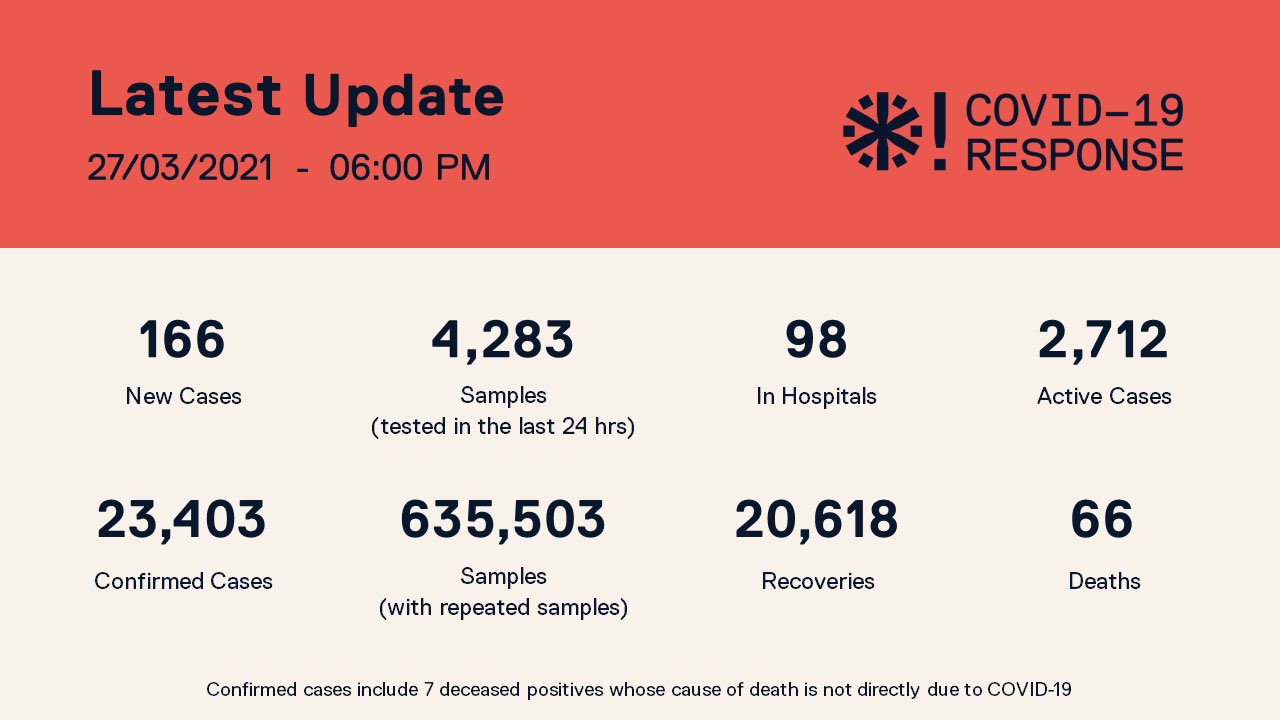 Latest Update
27/03/2021 - 06:00 PM
! COVID-19
RESPONSE
166
New Cases
4,283
Samples
(tested in the last 24 hrs)
98
In Hospitals
2,712
Active Cases
23,403
Confirmed Cases
635,503
Samples
(with repeated samples)
20,618
Recoveries
66
Deaths
Confirmed cases include 7 deceased positives whose cause of death is not directly due to COVID-19